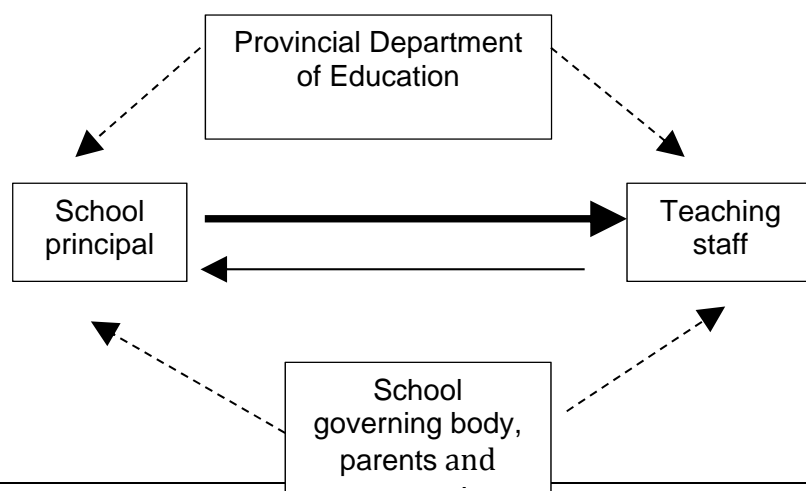 Provincial Department
of Education
School
principal
Teaching
staff
School
governing body,
parents and